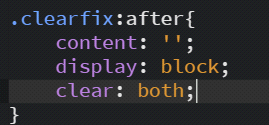 .clearfix:after{
content: '';
display: block;
clear: both;
}